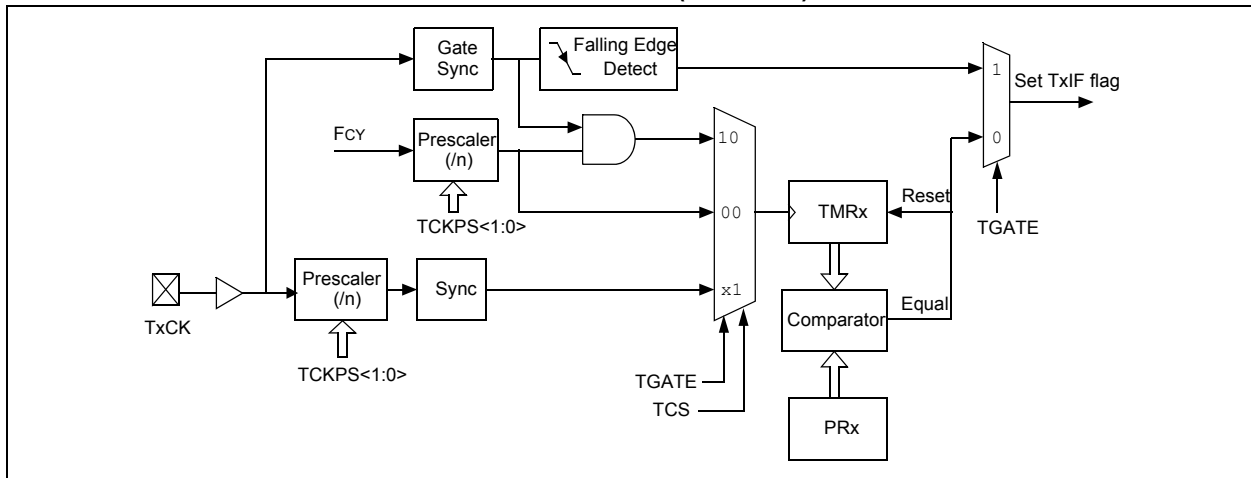 Gate
Sync
Falling Edge
Detect
1
Set TxIF flag
FCY
Prescaler
(/n)
10
0
TCKPS<1:0>
00
TMRx
Reset
TGATE
Prescaler
(/n)
Sync
x1
TxCK
Comparator
Equal
TCKPS<1:0>
TGATE
TCS
PRx